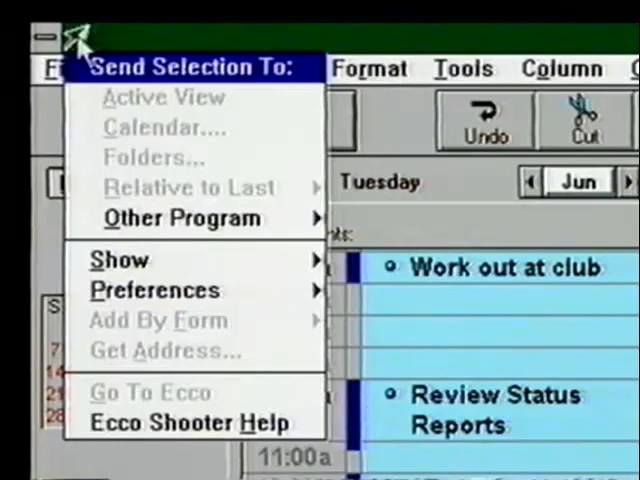 Send Selection To:
Active View
Calendar....
Folders...
Relative to Last
Other Program
Show
Preferences
Add By Form
Get Address...
Go To Ecco
Ecco Shooter Help
Format Tools Column
Undo Cut
Tuesday Jun
Work out at club
Review Status
Reports
11:00a